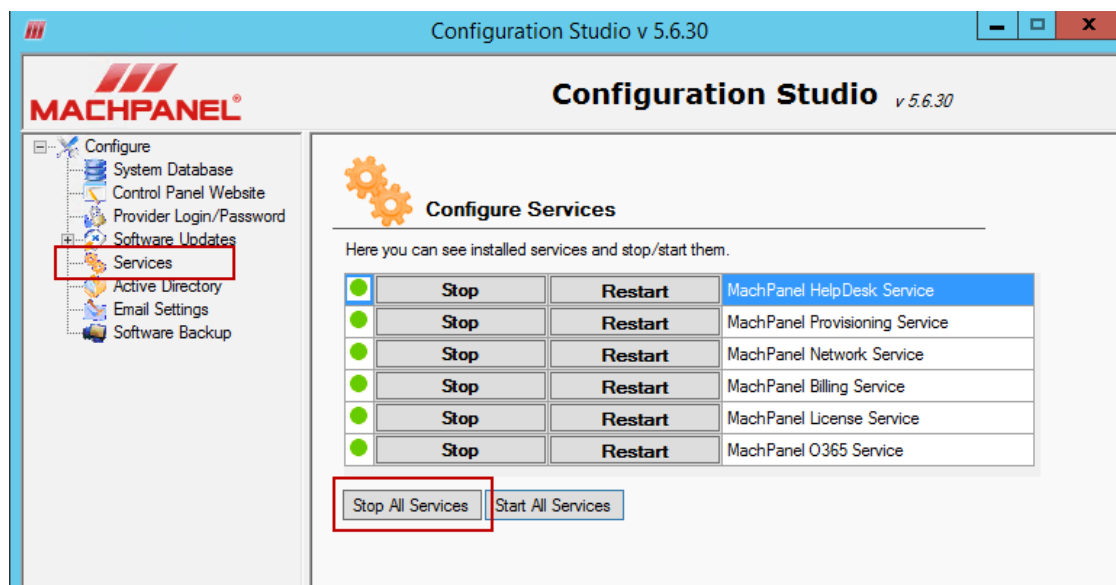 Configuration Studio v 5.6.30
X
MACHPANEL®
Configuration Studio v 5.6.30
Configure
System Database
Control Panel Website
Provider Login/Password
Software Updates
Services
Active Directory
Email Settings
Software Backup
Configure Services
Here you can see installed services and stop/start them.
Stop Restart MachPanel HelpDesk Service
Stop Restart MachPanel Provisioning Service
Stop Restart MachPanel Network Service
Stop Restart MachPanel Billing Service
Stop Restart MachPanel License Service
Stop Restart MachPanel O365 Service
Stop All Services Start All Services